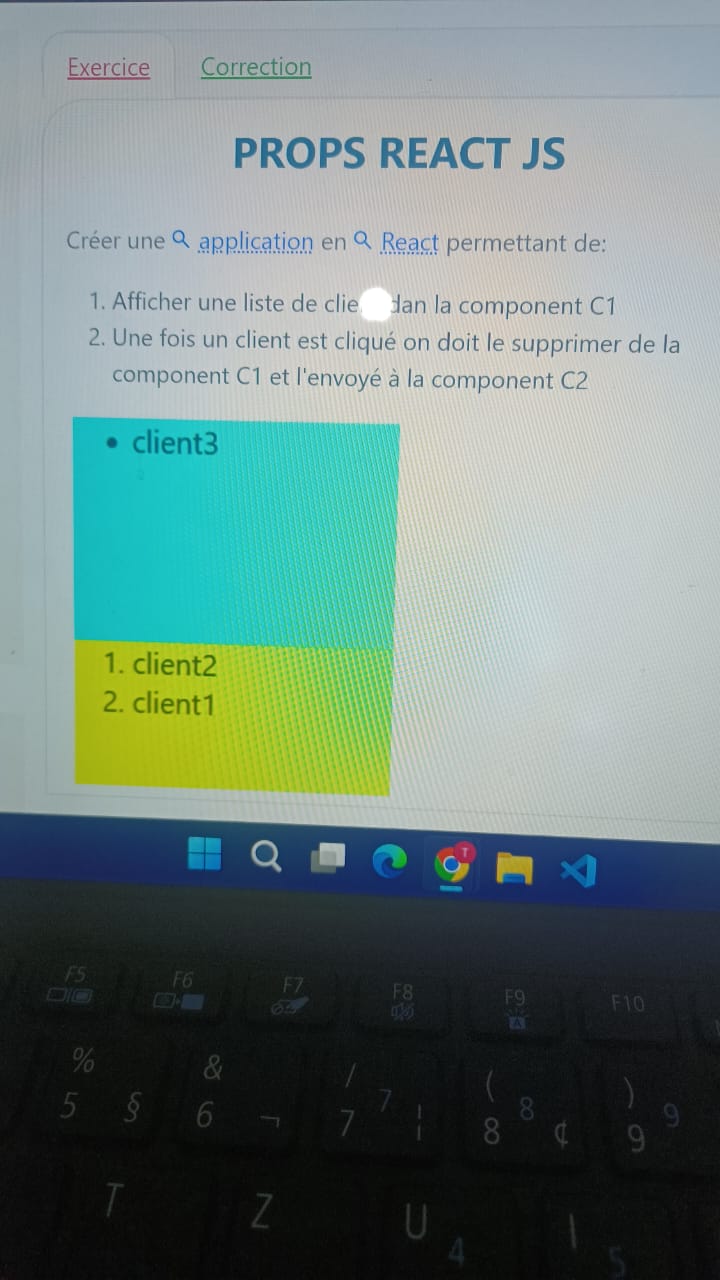 Exercice Correction
PROPS REACT JS
Créer une application en React permettant de:
1. Afficher une liste de clie dan la component C1
2. Une fois un client est cliqué on doit le supprimer de la
component C1 et l'envoyé à la component C2
• client3
1. client2
2. client1
T
F5 F6 F7 F8 F9 F10
% & / ( )
5 § 6 ¬ 7 7 ¦ 8 8 ¢ 9 9
A
T Z U 4 I 5